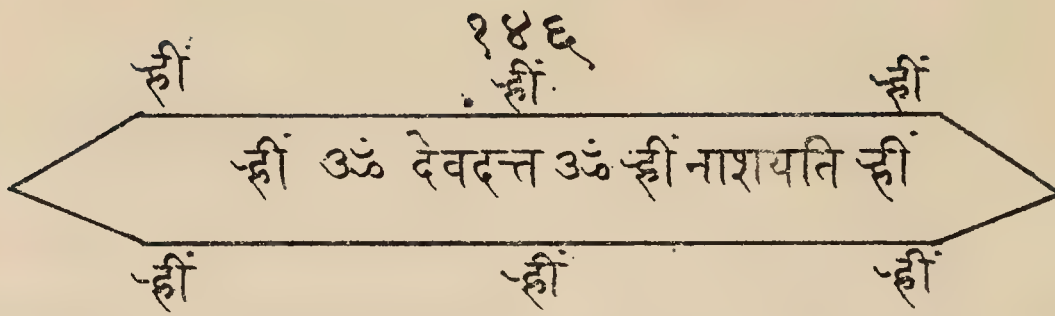 १४६
ह्रीं ह्रीं ह्रीं
ह्रीं ॐ देवदत्त ॐ ह्रीं नाशयति ह्रीं
ह्रीं ह्रीं ह्रीं